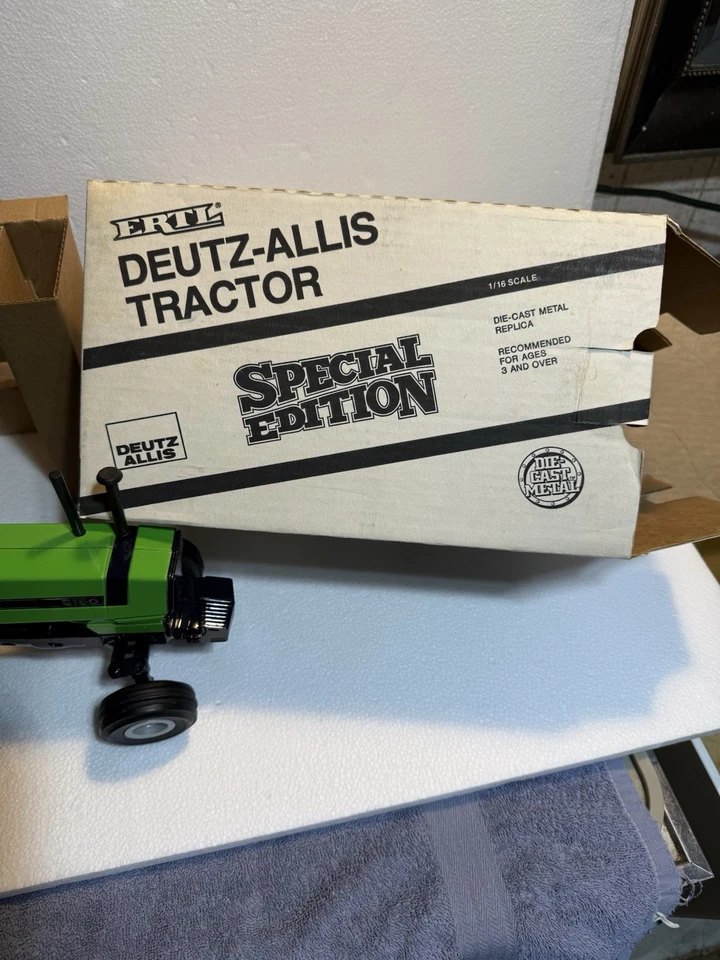 ERTL®
DEUTZ-ALLIS
TRACTOR
1/16 SCALE
DIE-CAST METAL
REPLICA
RECOMMENDED
FOR AGES
3 AND OVER
SPECIAL
EDITION
DEUTZ
ALLIS
DIE-
CAST
METAL